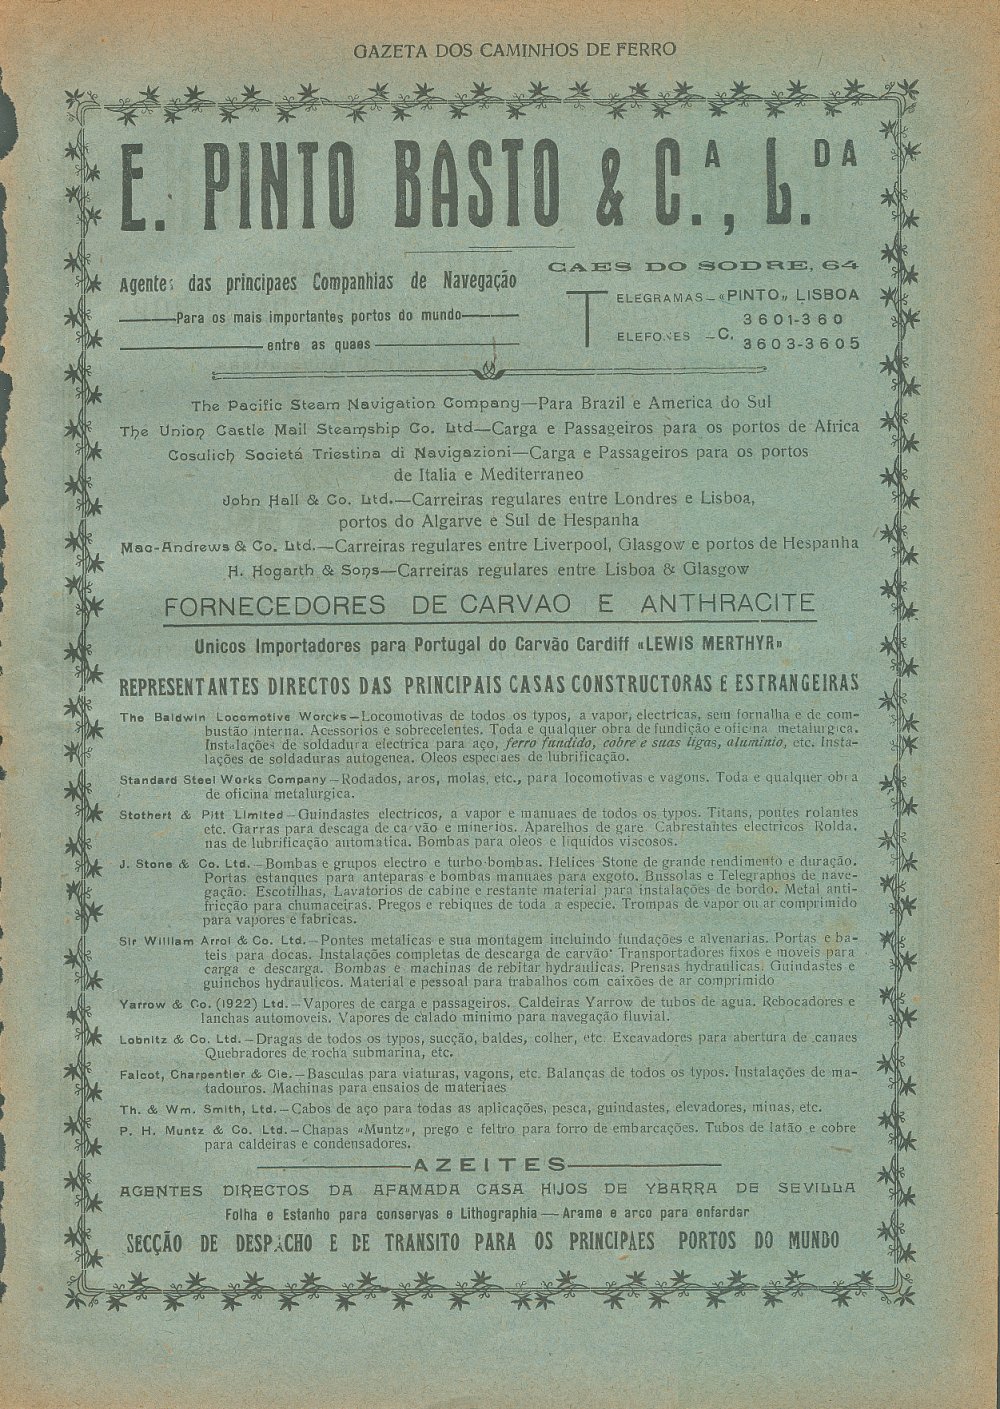 GAZETA DOS CAMINHOS DE FERRO
E. PINTO BASTO & C.A, L.DA
Agentes das principaes Companhias de Navegação
Para os mais importantes portos do mundo
entre as quaes
CAES DO SODRE, 64
TELEGRAMAS—«PINTO» LISBOA
TELEFONES—C. 3601-360
3603-3605
The Pacific Steam Navigation Company—Para Brazil e America do Sul
The Union Castle Mail Steamship Co. Ltd—Carga e Passageiros para os portos de Africa
Cosulich Societá Triestina di Navigazioni—Carga e Passageiros para os portos
de Italia e Mediterraneo
John Hall & Co. Ltd.—Carreiras regulares entre Londres e Lisboa,
portos do Algarve e Sul de Hespanha
Mac-Andrews & Co. Ltd.—Carreiras regulares entre Liverpool, Glasgow e portos de Hespanha
H. Hogarth & Sons—Carreiras regulares entre Lisboa & Glasgow
FORNECEDORES DE CARVAO E ANTHRACITE
Unicos Importadores para Portugal do Carvão Cardiff «LEWIS MERTHYR»
REPRESENTANTES DIRECTOS DAS PRINCIPAIS CASAS CONSTRUCTORAS E ESTRANGEIRAS
The Baldwin Locomotive Worcks—Locomotivas de todos os typos, a vapor, electricas, sem fornalha e de com-
bustão interna. Acessorios e sobrecelentes. Toda e qualquer obra de fundição e oficina metalurgica.
Instalações de soldadura electrica para aço, ferro fundido, cobre e suas ligas, aluminio, etc. Insta-
lações de soldaduras autogenea. Oleos especiaes de lubrificação.
Standard Steel Works Company—Rodados, aros, molas, etc., para locomotivas e vagons. Toda e qualquer obra
de oficina metalurgica.
Stothert & Pitt Limited—Guindastes electricos, a vapor e manuaes de todos os typos. Titans, pontes rolantes
etc. Garras para descaga de carvão e minerios. Aparelhos de gare Cabrestantes electricos Rolda.
nas de lubrificação automatica. Bombas para oleos e liquidos viscosos.
J. Stone & Co. Ltd.—Bombas e grupos electro e turbo-bombas. Helices Stone de grande rendimento e duração.
Portas estanques para anteparas e bombas manuaes para exgoto. Bussolas e Telegraphos de nave-
gação. Escotilhas, Lavatorios de cabine e restante material para instalações de bordo. Metal anti-
fricção para chumaceiras. Pregos e rebiques de toda a especie. Trompas de vapor ou ar comprimido
para vapores e fabricas.
Sir William Arrol & Co. Ltd.—Pontes metalicas e sua montagem incluindo fundações e alvenarias. Portas e ba-
teis para docas. Instalações completas de descarga de carvão. Transportadores fixos e moveis para
carga e descarga. Bombas e machinas de rebitar hydraulicas. Prensas hydraulicas. Guindastes e
guinchos hydraulicos. Material e pessoal para trabalhos com caixões de ar comprimido
Yarrow & Co. (1922) Ltd.—Vapores de carga e passageiros. Caldeiras Yarrow de tubos de agua. Rebocadores e
lanchas automoveis. Vapores de calado minimo para navegação fluvial.
Lobnitz & Co. Ltd.—Dragas de todos os typos, sucção, baldes, colher, etc. Excavadores para abertura de canaes
Quebradores de rocha submarina, etc.
Falcot, Charpentier & Cie.—Basculas para viaturas, vagons, etc. Balanças de todos os typos. Instalações de ma-
tadouros. Machinas para ensaios de materiaes
Th. & Wm. Smith, Ltd.—Cabos de aço para todas as aplicações, pesca, guindastes, elevadores, minas, etc.
P. H. Muntz & Co. Ltd.—Chapas «Muntz», prego e feltro para forro de embarcações. Tubos de latão e cobre
para caldeiras e condensadores.
AZEITES
AGENTES DIRECTOS DA AFAMADA CASA HIJOS DE YBARRA DE SEVILLA
Folha e Estanho para conservas e Lithographia—Arame e arco para enfardar
SECÇÃO DE DESPACHO E DE TRANSITO PARA OS PRINCIPAES PORTOS DO MUNDO